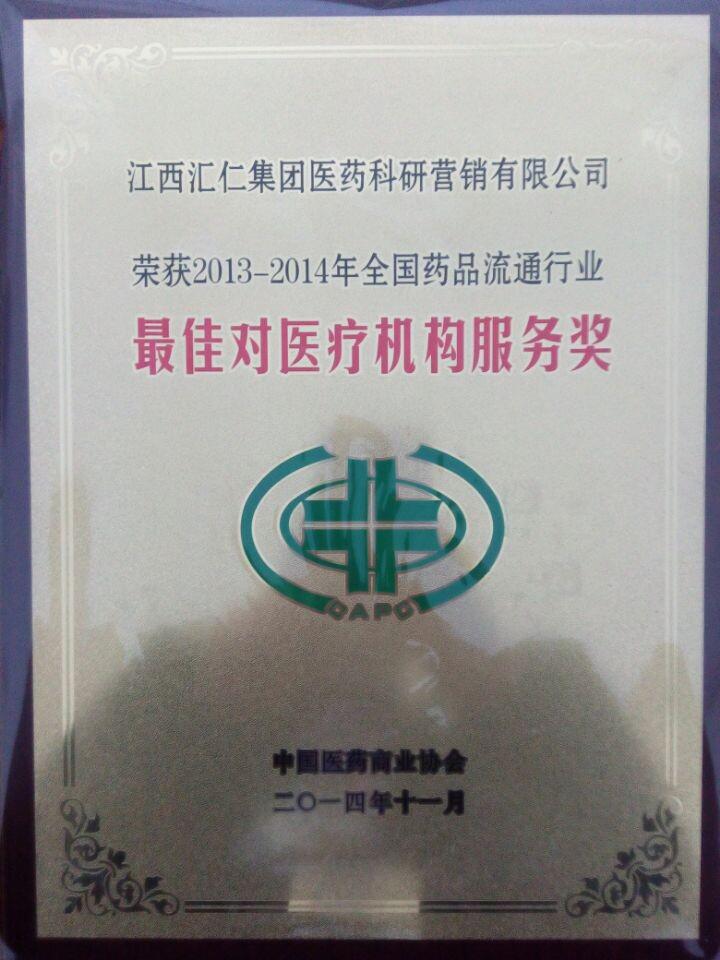 江西汇仁集团医药科研营销有限公司
荣获2013-2014年全国药品流通行业
最佳对医疗机构服务奖
CAPC
中国医药商业协会
二〇一四年十一月